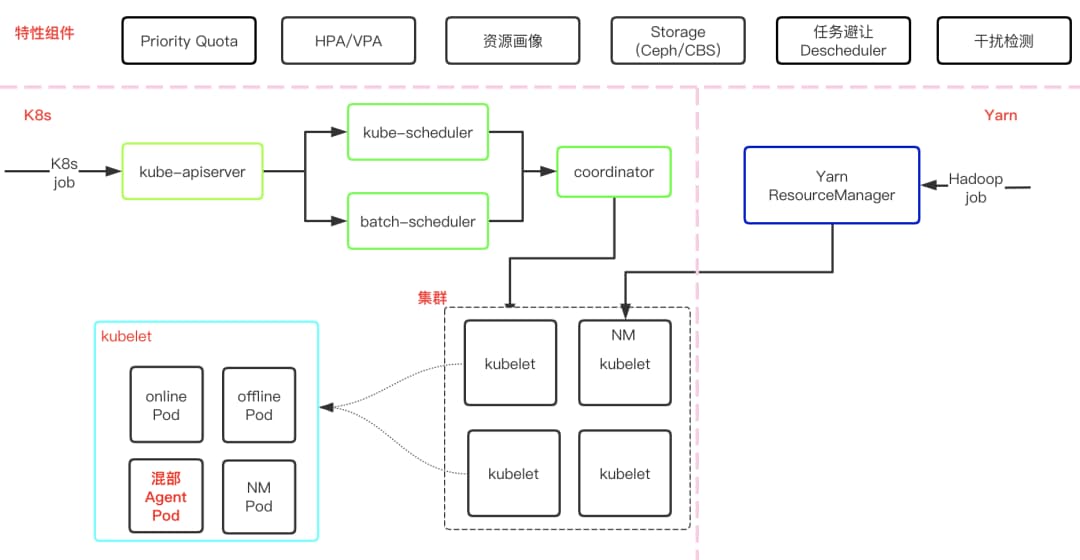 特性组件
Priority Quota
HPA/VPA
资源画像
Storage
(Ceph/CBS)
任务避让
Descheduler
干扰检测
K8s
Yarn
K8s
job
kube-apiserver
kube-scheduler
batch-scheduler
coordinator
Yarn
ResourceManager
Hadoop
job
集群
kubelet
NM
kubelet
kubelet
kubelet
kubelet
online
Pod
offline
Pod
混部
Agent
Pod
NM
Pod